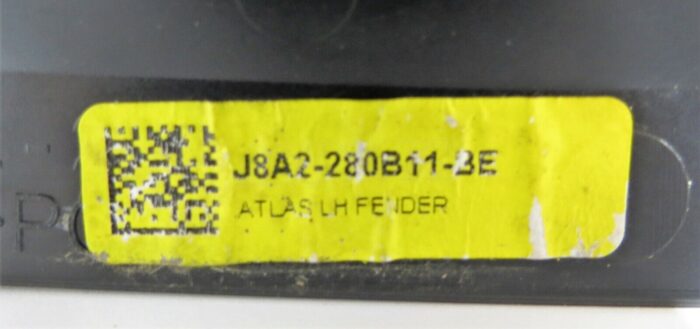 J8A2-280B11-BE
ATLAS LH FENDER